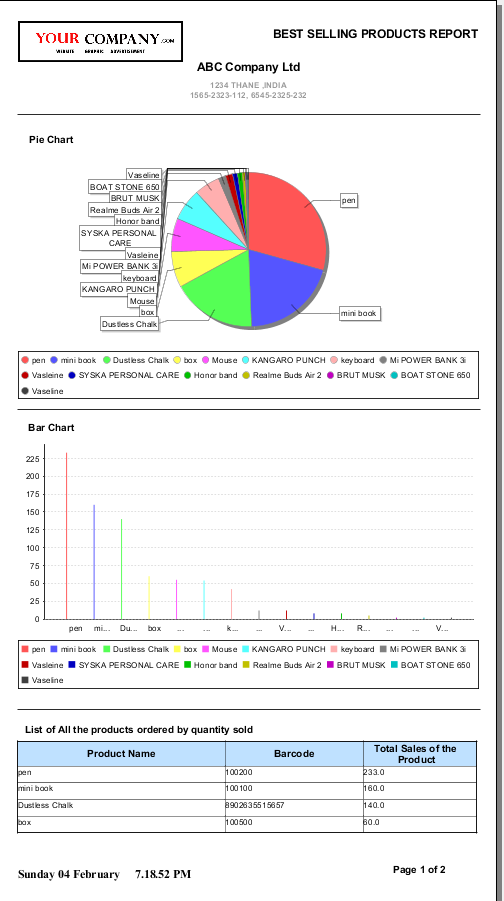 YOUR COMPANY.COM
WEBSITE GRAPHIC ADVERTISEMENT
BEST SELLING PRODUCTS REPORT
ABC Company Ltd
1234 THANE ,INDIA
1565-2323-112, 6545-2325-232
Pie Chart
Vaseline
BOAT STONE 650
BRUT MUSK
Realme Buds Air 2
Honor band
SYSKA PERSONAL
CARE
Vasleine
Mi POWER BANK 3i
keyboard
KANGARO PUNCH
Mouse
box
Dustless Chalk
pen
mini book
pen mini book Dustless Chalk box Mouse KANGARO PUNCH keyboard Mi POWER BANK 3i
Vasleine SYSKA PERSONAL CARE Honor band Realme Buds Air 2 BRUT MUSK BOAT STONE 650
Vaseline
Bar Chart
225
200
175
150
125
100
75
50
25
0
pen mi... Du... box ... ... k... ... V... ... H... R... ... ... V...
pen mini book Dustless Chalk box Mouse KANGARO PUNCH keyboard Mi POWER BANK 3i
Vasleine SYSKA PERSONAL CARE Honor band Realme Buds Air 2 BRUT MUSK BOAT STONE 650
Vaseline
List of All the products ordered by quantity sold
Product Name Barcode Total Sales of the
Product
pen 100200 233.0
mini book 100100 160.0
Dustless Chalk 8902635515657 140.0
box 100500 60.0
Sunday 04 February 7.18.52 PM
Page 1 of 2